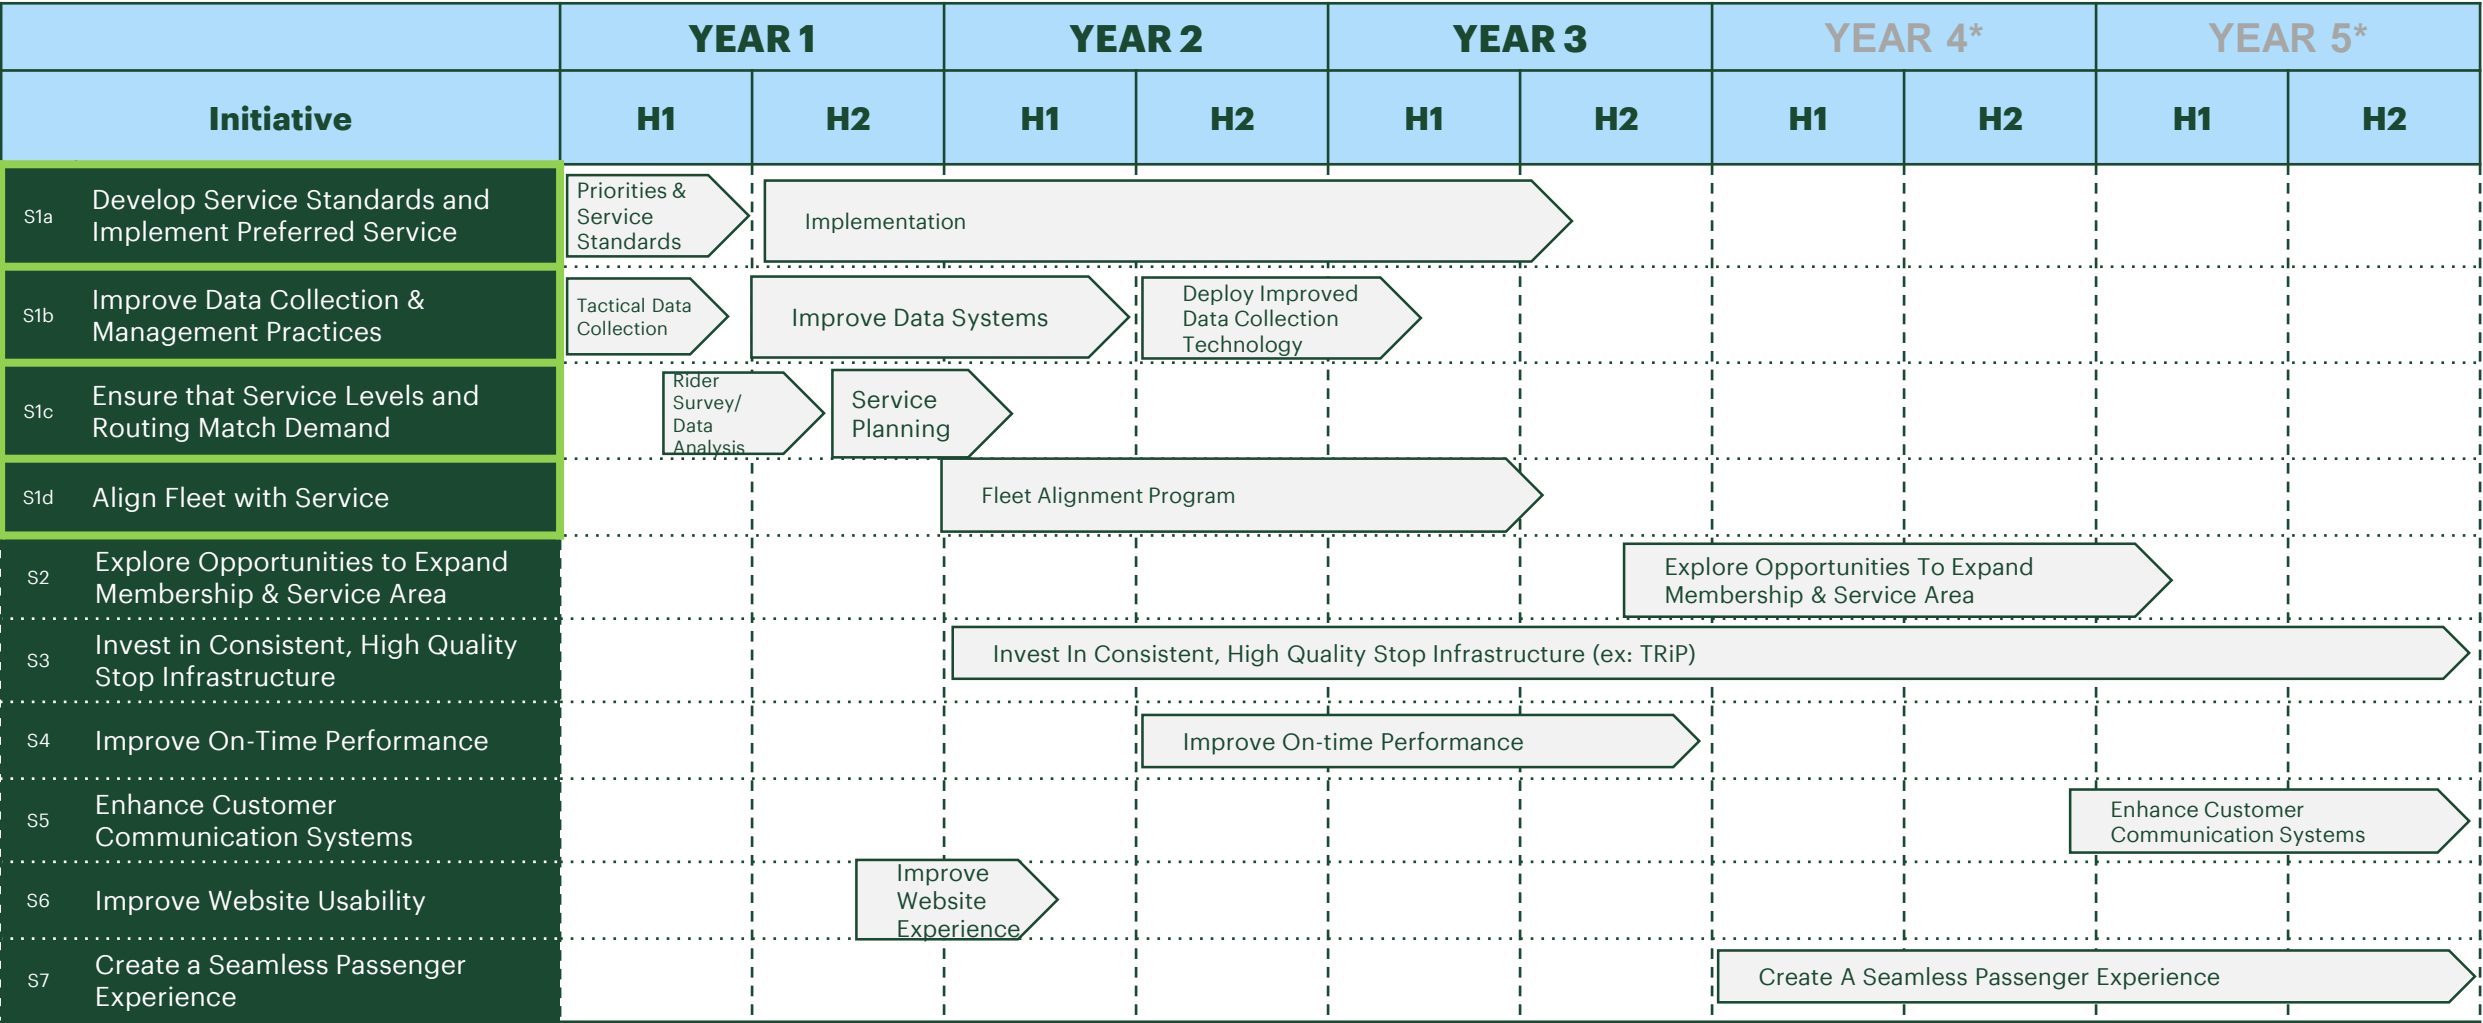 YEAR 1 YEAR 2 YEAR 3 YEAR 4* YEAR 5*
Initiative H1 H2 H1 H2 H1 H2 H1 H2 H1 H2
S1a
Develop Service Standards and
Implement Preferred Service
Priorities &
Service
Standards
Implementation
S1b
Improve Data Collection &
Management Practices
Tactical Data
Collection
Improve Data Systems
Deploy Improved
Data Collection
Technology
S1c
Ensure that Service Levels and
Routing Match Demand
Rider
Survey/
Data
Analysis
Service
Planning
S1d
Align Fleet with Service
Fleet Alignment Program
S2
Explore Opportunities to Expand
Membership & Service Area
Explore Opportunities To Expand
Membership & Service Area
S3
Invest in Consistent, High Quality
Stop Infrastructure
Invest In Consistent, High Quality Stop Infrastructure (ex: TRiP)
S4
Improve On-Time Performance
Improve On-time Performance
S5
Enhance Customer
Communication Systems
Enhance Customer
Communication Systems
S6
Improve Website Usability
Improve
Website
Experience
S7
Create a Seamless Passenger
Experience
Create A Seamless Passenger Experience